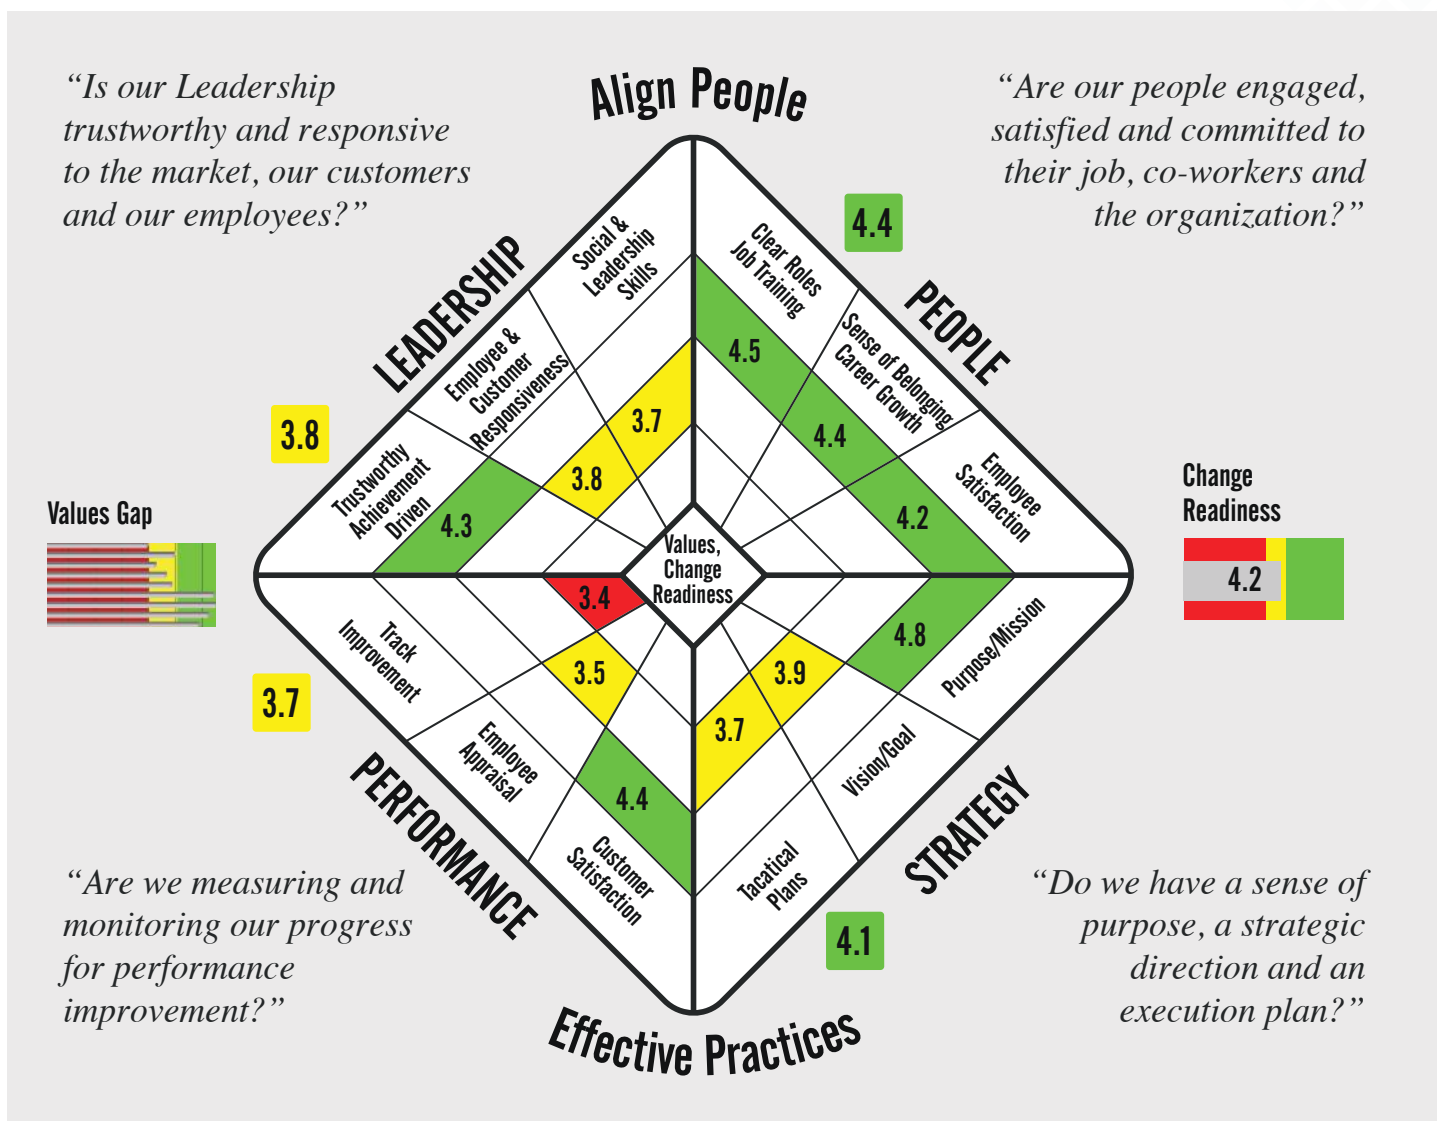 Align People
“Is our Leadership
trustworthy and responsive
to the market, our customers
and our employees?”
“Are our people engaged,
satisfied and committed to
their job, co-workers and
the organization?”
4.4
LEADERSHIP
PEOPLE
3.8
Social &
Leadership
Skills
Employee &
Customer
Responsiveness
Trustworthy
Achievement
Driven
Clear Roles
Job Training
Sense of Belonging
Career Growth
Employee
Satisfaction
4.5
4.4
4.2
3.7
3.8
4.3
Values Gap
Change
Readiness
4.2
Values,
Change
Readiness
3.4
3.5
4.4
4.8
3.9
3.7
Track
Improvement
Employee
Appraisal
Customer
Satisfaction
Purpose/Mission
Vision/Goal
Tacatical
Plans
3.7
PERFORMANCE
STRATEGY
4.1
“Are we measuring and
monitoring our progress
for performance
improvement?”
“Do we have a sense of
purpose, a strategic
direction and an
execution plan?”
Effective Practices